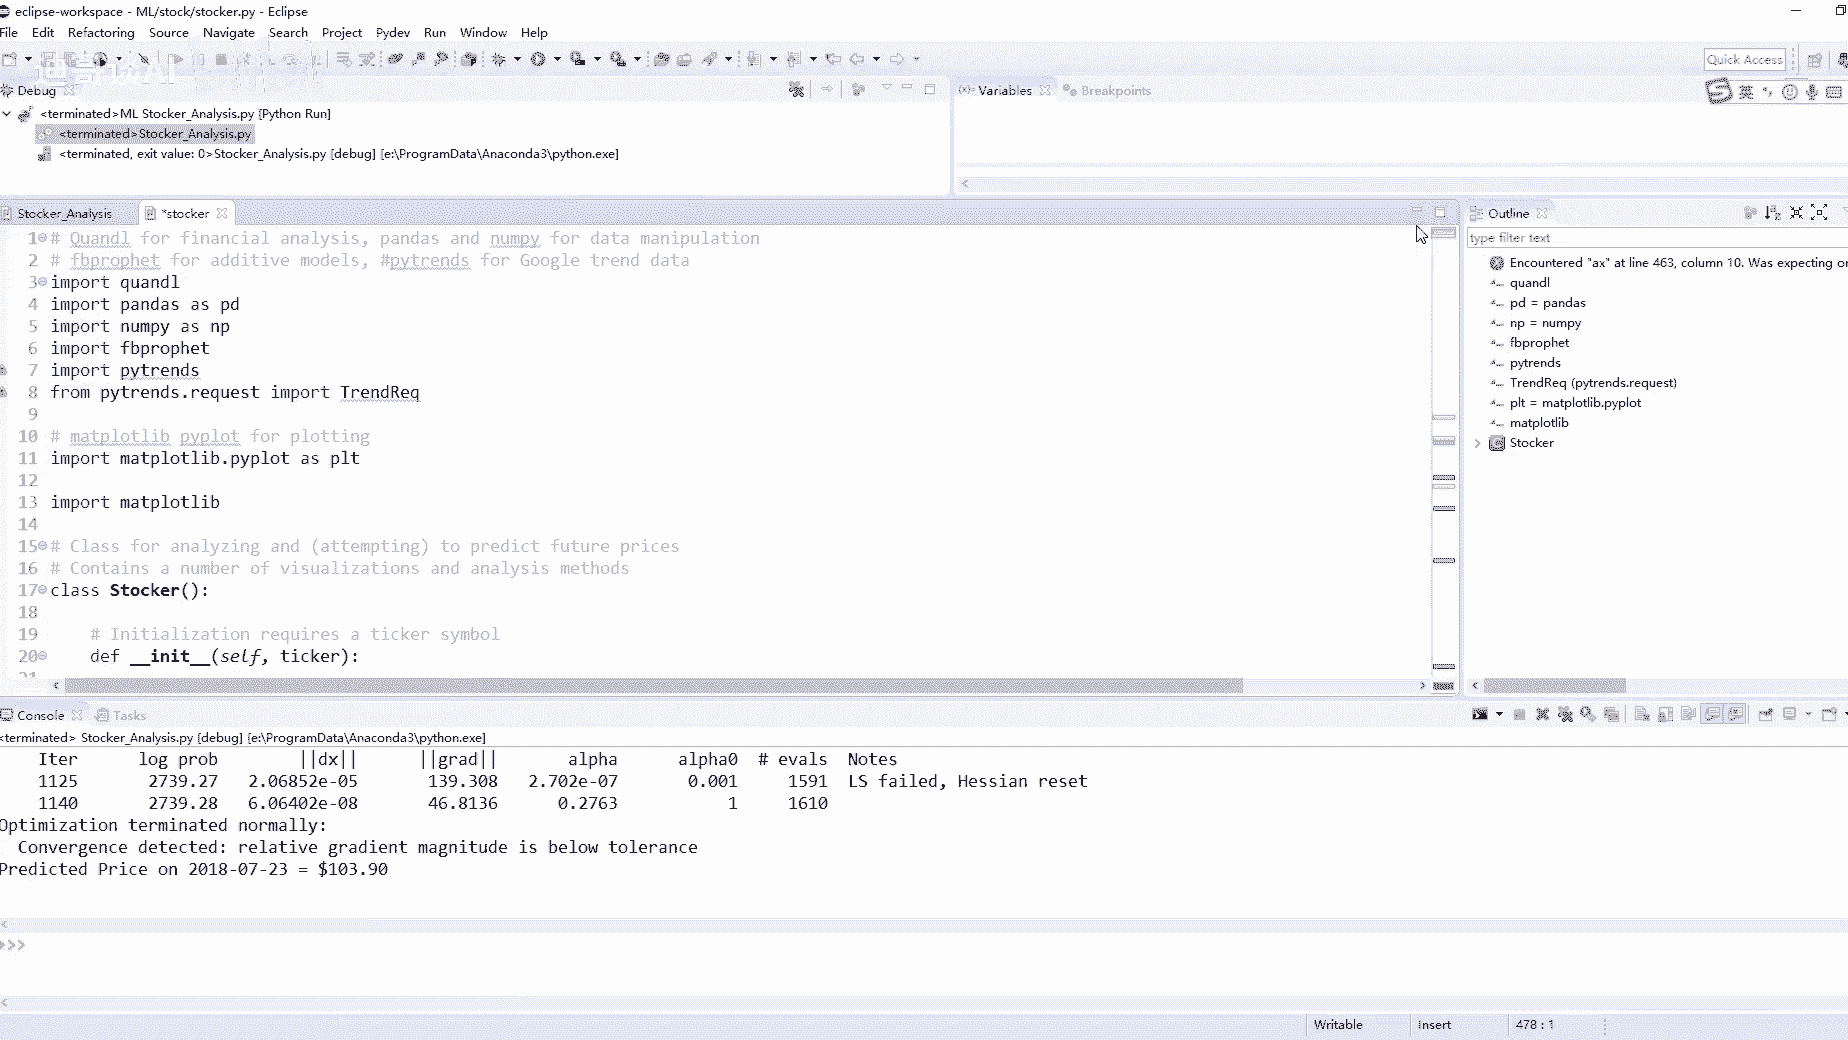 eclipse-workspace - ML/stock/stocker.py - Eclipse
File Edit Refactoring Source Navigate Search Project Pydev Run Window Help
Quick Access
Debug
Variables Breakpoints
英
<terminated>ML Stocker_Analysis.py [Python Run]
<terminated>Stocker_Analysis.py
<terminated, exit value: 0>Stocker_Analysis.py [debug] [e:\ProgramData\Anaconda3\python.exe]
Stocker_Analysis *stocker
1 # Quandl for financial analysis, pandas and numpy for data manipulation
2 # fbprophet for additive models, #pytrends for Google trend data
3 import quandl
4 import pandas as pd
5 import numpy as np
6 import fbprophet
7 import pytrends
8 from pytrends.request import TrendReq
9
10 # matplotlib pyplot for plotting
11 import matplotlib.pyplot as plt
12
13 import matplotlib
14
15 # Class for analyzing and (attempting) to predict future prices
16 # Contains a number of visualizations and analysis methods
17 class Stocker():
18
19 # Initialization requires a ticker symbol
20 def __init__(self, ticker):
Outline
type filter text
Encountered "ax" at line 463, column 10. Was expecting
quandl
pd = pandas
np = numpy
fbprophet
pytrends
TrendReq (pytrends.request)
plt = matplotlib.pyplot
matplotlib
Stocker
Console Tasks
<terminated> Stocker_Analysis.py [debug] [e:\ProgramData\Anaconda3\python.exe]
Iter log prob ||dx|| ||grad|| alpha alpha0 # evals Notes
1125 2739.27 2.06852e-05 139.308 2.702e-07 0.001 1591 LS failed, Hessian reset
1140 2739.28 6.06402e-08 46.8136 0.2763 1 1610
Optimization terminated normally:
Convergence detected: relative gradient magnitude is below tolerance
Predicted Price on 2018-07-23 = $103.90
>>>
Writable Insert 478 : 1